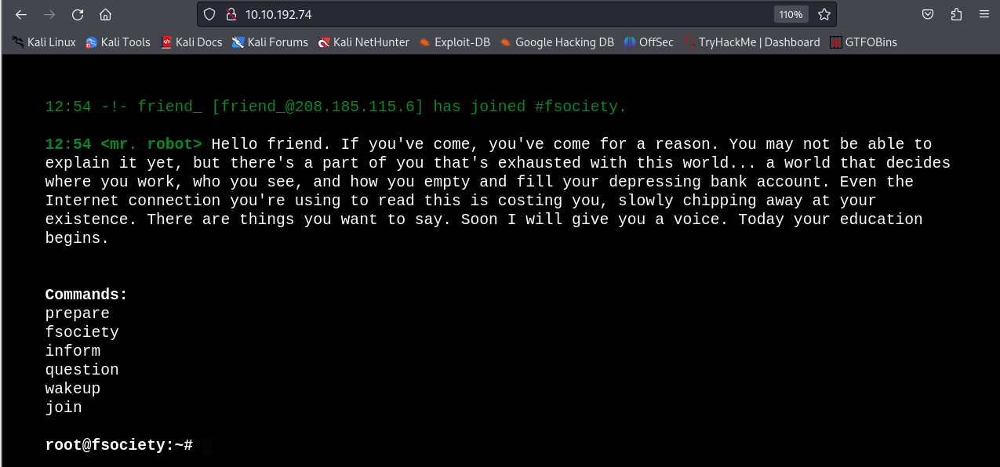 10.10.192.74
110%
Kali Linux Kali Tools Kali Docs Kali Forums Kali NetHunter Exploit-DB Google Hacking DB OffSec TryHackMe | Dashboard GTFOBins
12:54 -!- friend_ [friend_@208.185.115.6] has joined #fsociety.
12:54 <mr. robot> Hello friend. If you've come, you've come for a reason. You may not be able to
explain it yet, but there's a part of you that's exhausted with this world... a world that decides
where you work, who you see, and how you empty and fill your depressing bank account. Even the
Internet connection you're using to read this is costing you, slowly chipping away at your
existence. There are things you want to say. Soon I will give you a voice. Today your education
begins.
Commands:
prepare
fsociety
inform
question
wakeup
join
root@fsociety:~#